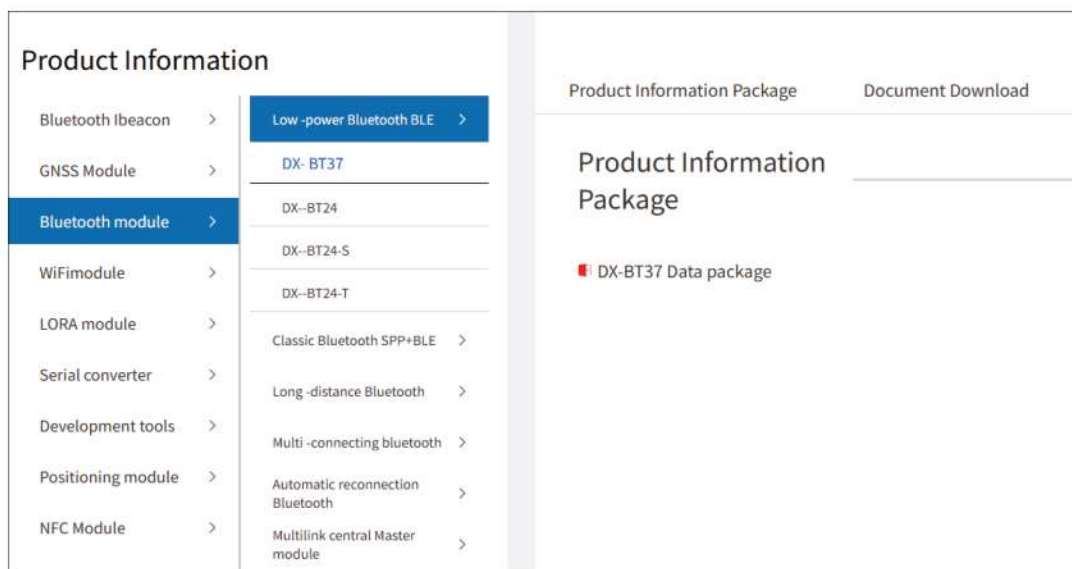 Product Information
Bluetooth Ibeacon
GNSS Module
Bluetooth module
WiFimodule
LORA module
Serial converter
Development tools
Positioning module
NFC Module
Low -power Bluetooth BLE
DX- BT37
DX--BT24
DX--BT24-S
DX--BT24-T
Classic Bluetooth SPP+BLE
Long -distance Bluetooth
Multi -connecting bluetooth
Automatic reconnection
Bluetooth
Multilink central Master
module
Product Information Package
Document Download
Product Information
Package
DX-BT37 Data package